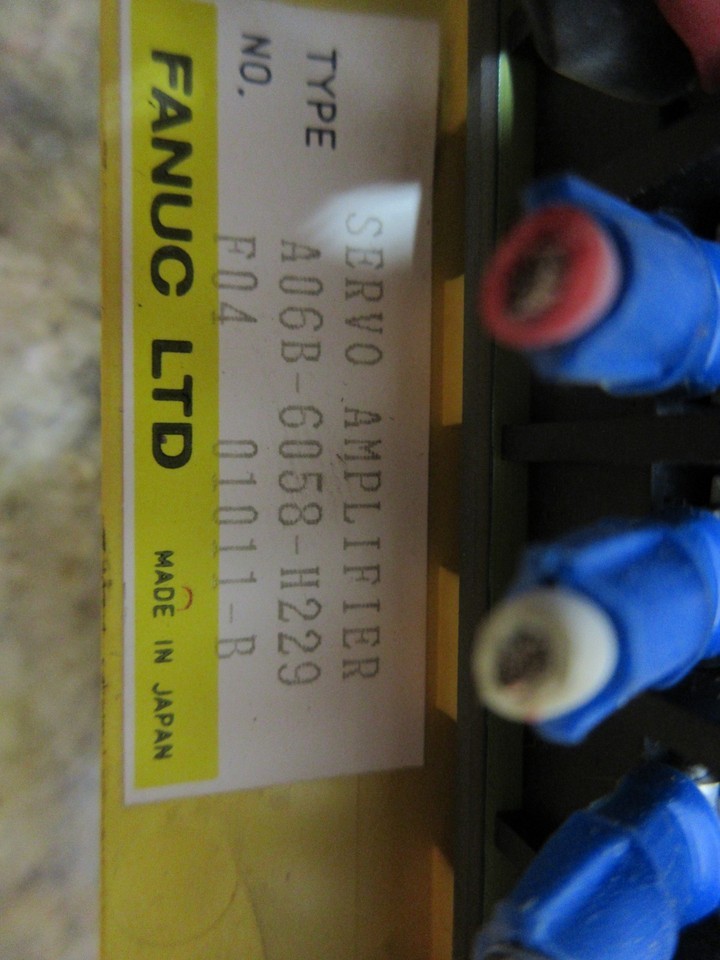 SERVO AMPLIFIER
TYPE A06B-6058-H229
NO. F04 01011-B
FANUC LTD MADE IN JAPAN